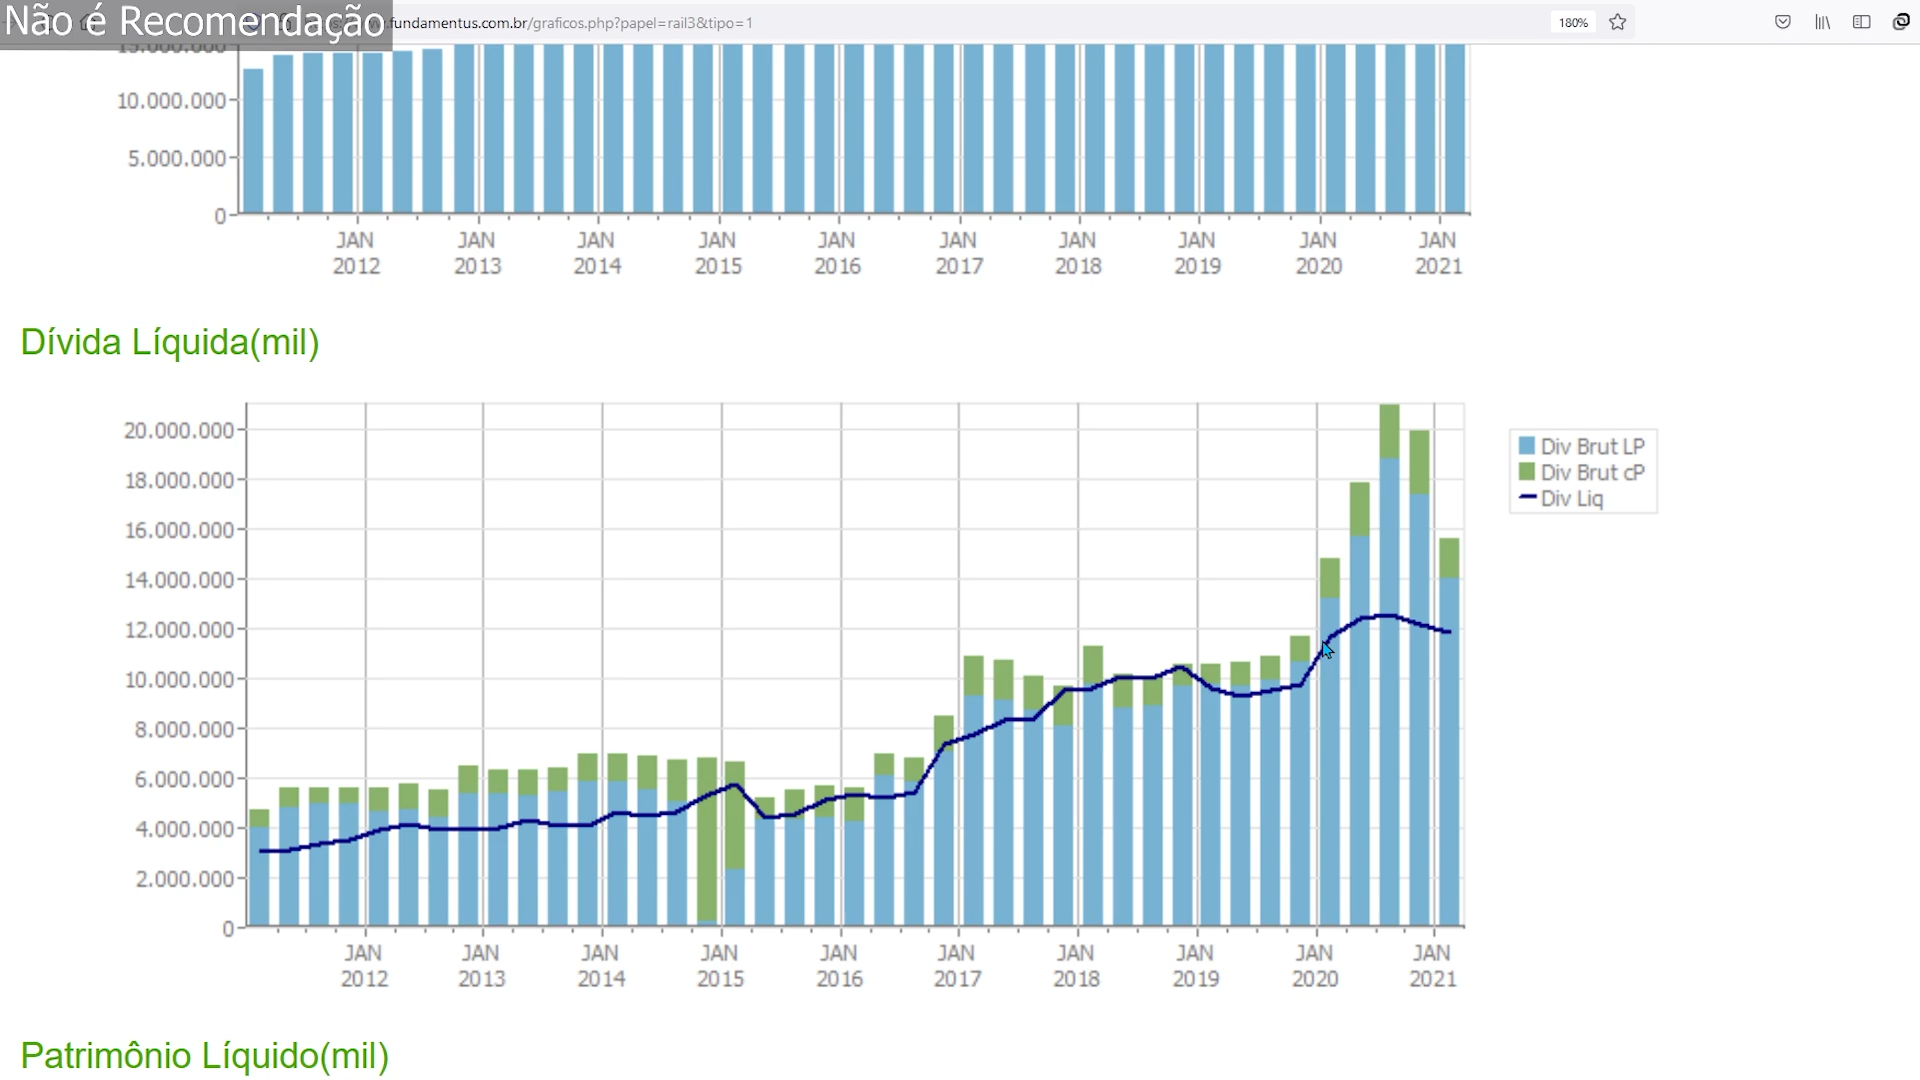 Não é Recomendação
fundamentus.com.br/graficos.php?papel=rail3&tipo=1
180%
10.000.000
5.000.000
0
JAN JAN JAN JAN JAN JAN JAN JAN JAN JAN
2012 2013 2014 2015 2016 2017 2018 2019 2020 2021
Dívida Líquida(mil)
20.000.000
18.000.000
16.000.000
14.000.000
12.000.000
10.000.000
8.000.000
6.000.000
4.000.000
2.000.000
0
Div Brut LP
Div Brut cP
Div Liq
JAN JAN JAN JAN JAN JAN JAN JAN JAN JAN
2012 2013 2014 2015 2016 2017 2018 2019 2020 2021
Patrimônio Líquido(mil)